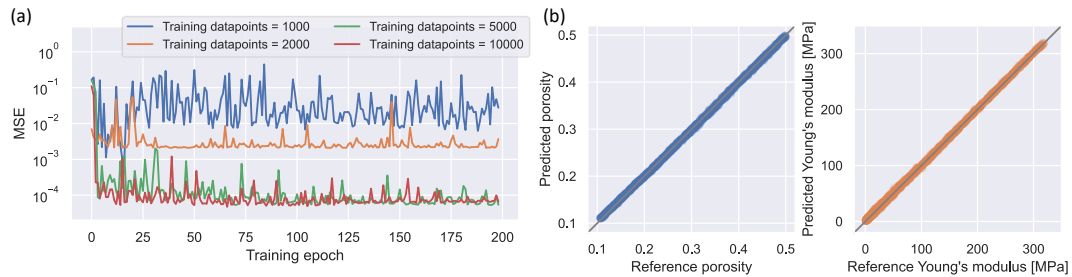 (a)
Training datapoints = 1000
Training datapoints = 5000
Training datapoints = 2000
Training datapoints = 10000
MSE
10⁰
10⁻¹
10⁻²
10⁻³
10⁻⁴
0 25 50 75 100 125 150 175 200
Training epoch
(b)
Predicted porosity
0.5
0.4
0.3
0.2
0.1
0.1 0.2 0.3 0.4 0.5
Reference porosity
Predicted Young's modulus [MPa]
300
200
100
0
0 100 200 300
Reference Young's modulus [MPa]